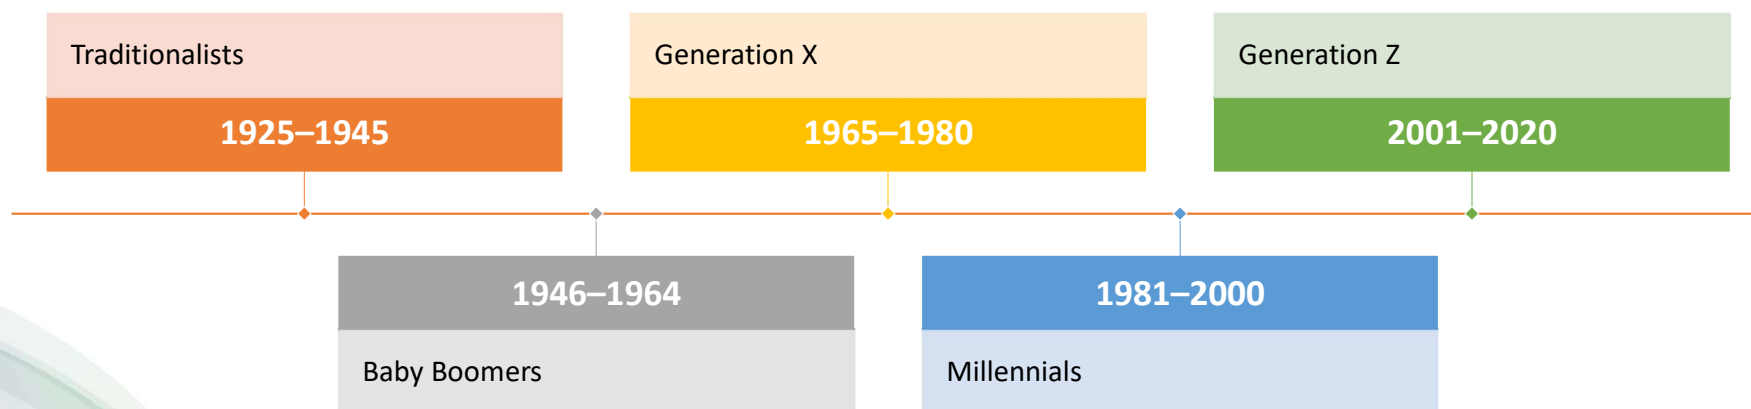 Traditionalists
1925–1945
1946–1964
Baby Boomers
Generation X
1965–1980
1981–2000
Millennials
Generation Z
2001–2020